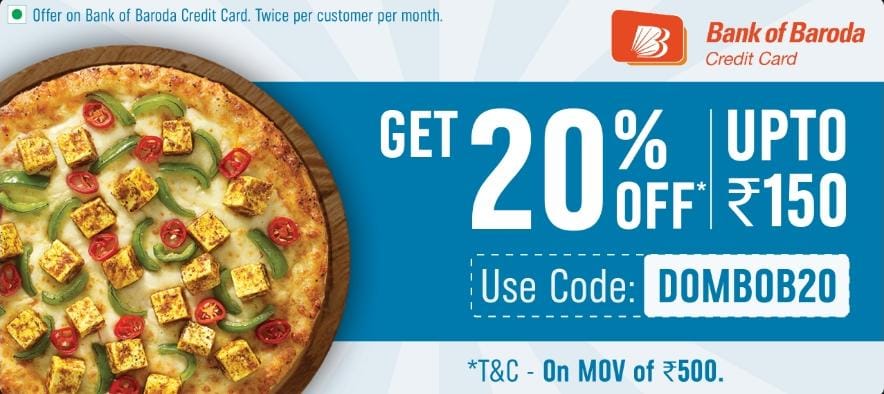 Offer on Bank of Baroda Credit Card. Twice per customer per month.
Bank of Baroda
Credit Card
GET 20% OFF* UPTO ₹150
Use Code: DOMBOB20
*T&C - On MOV of ₹500.